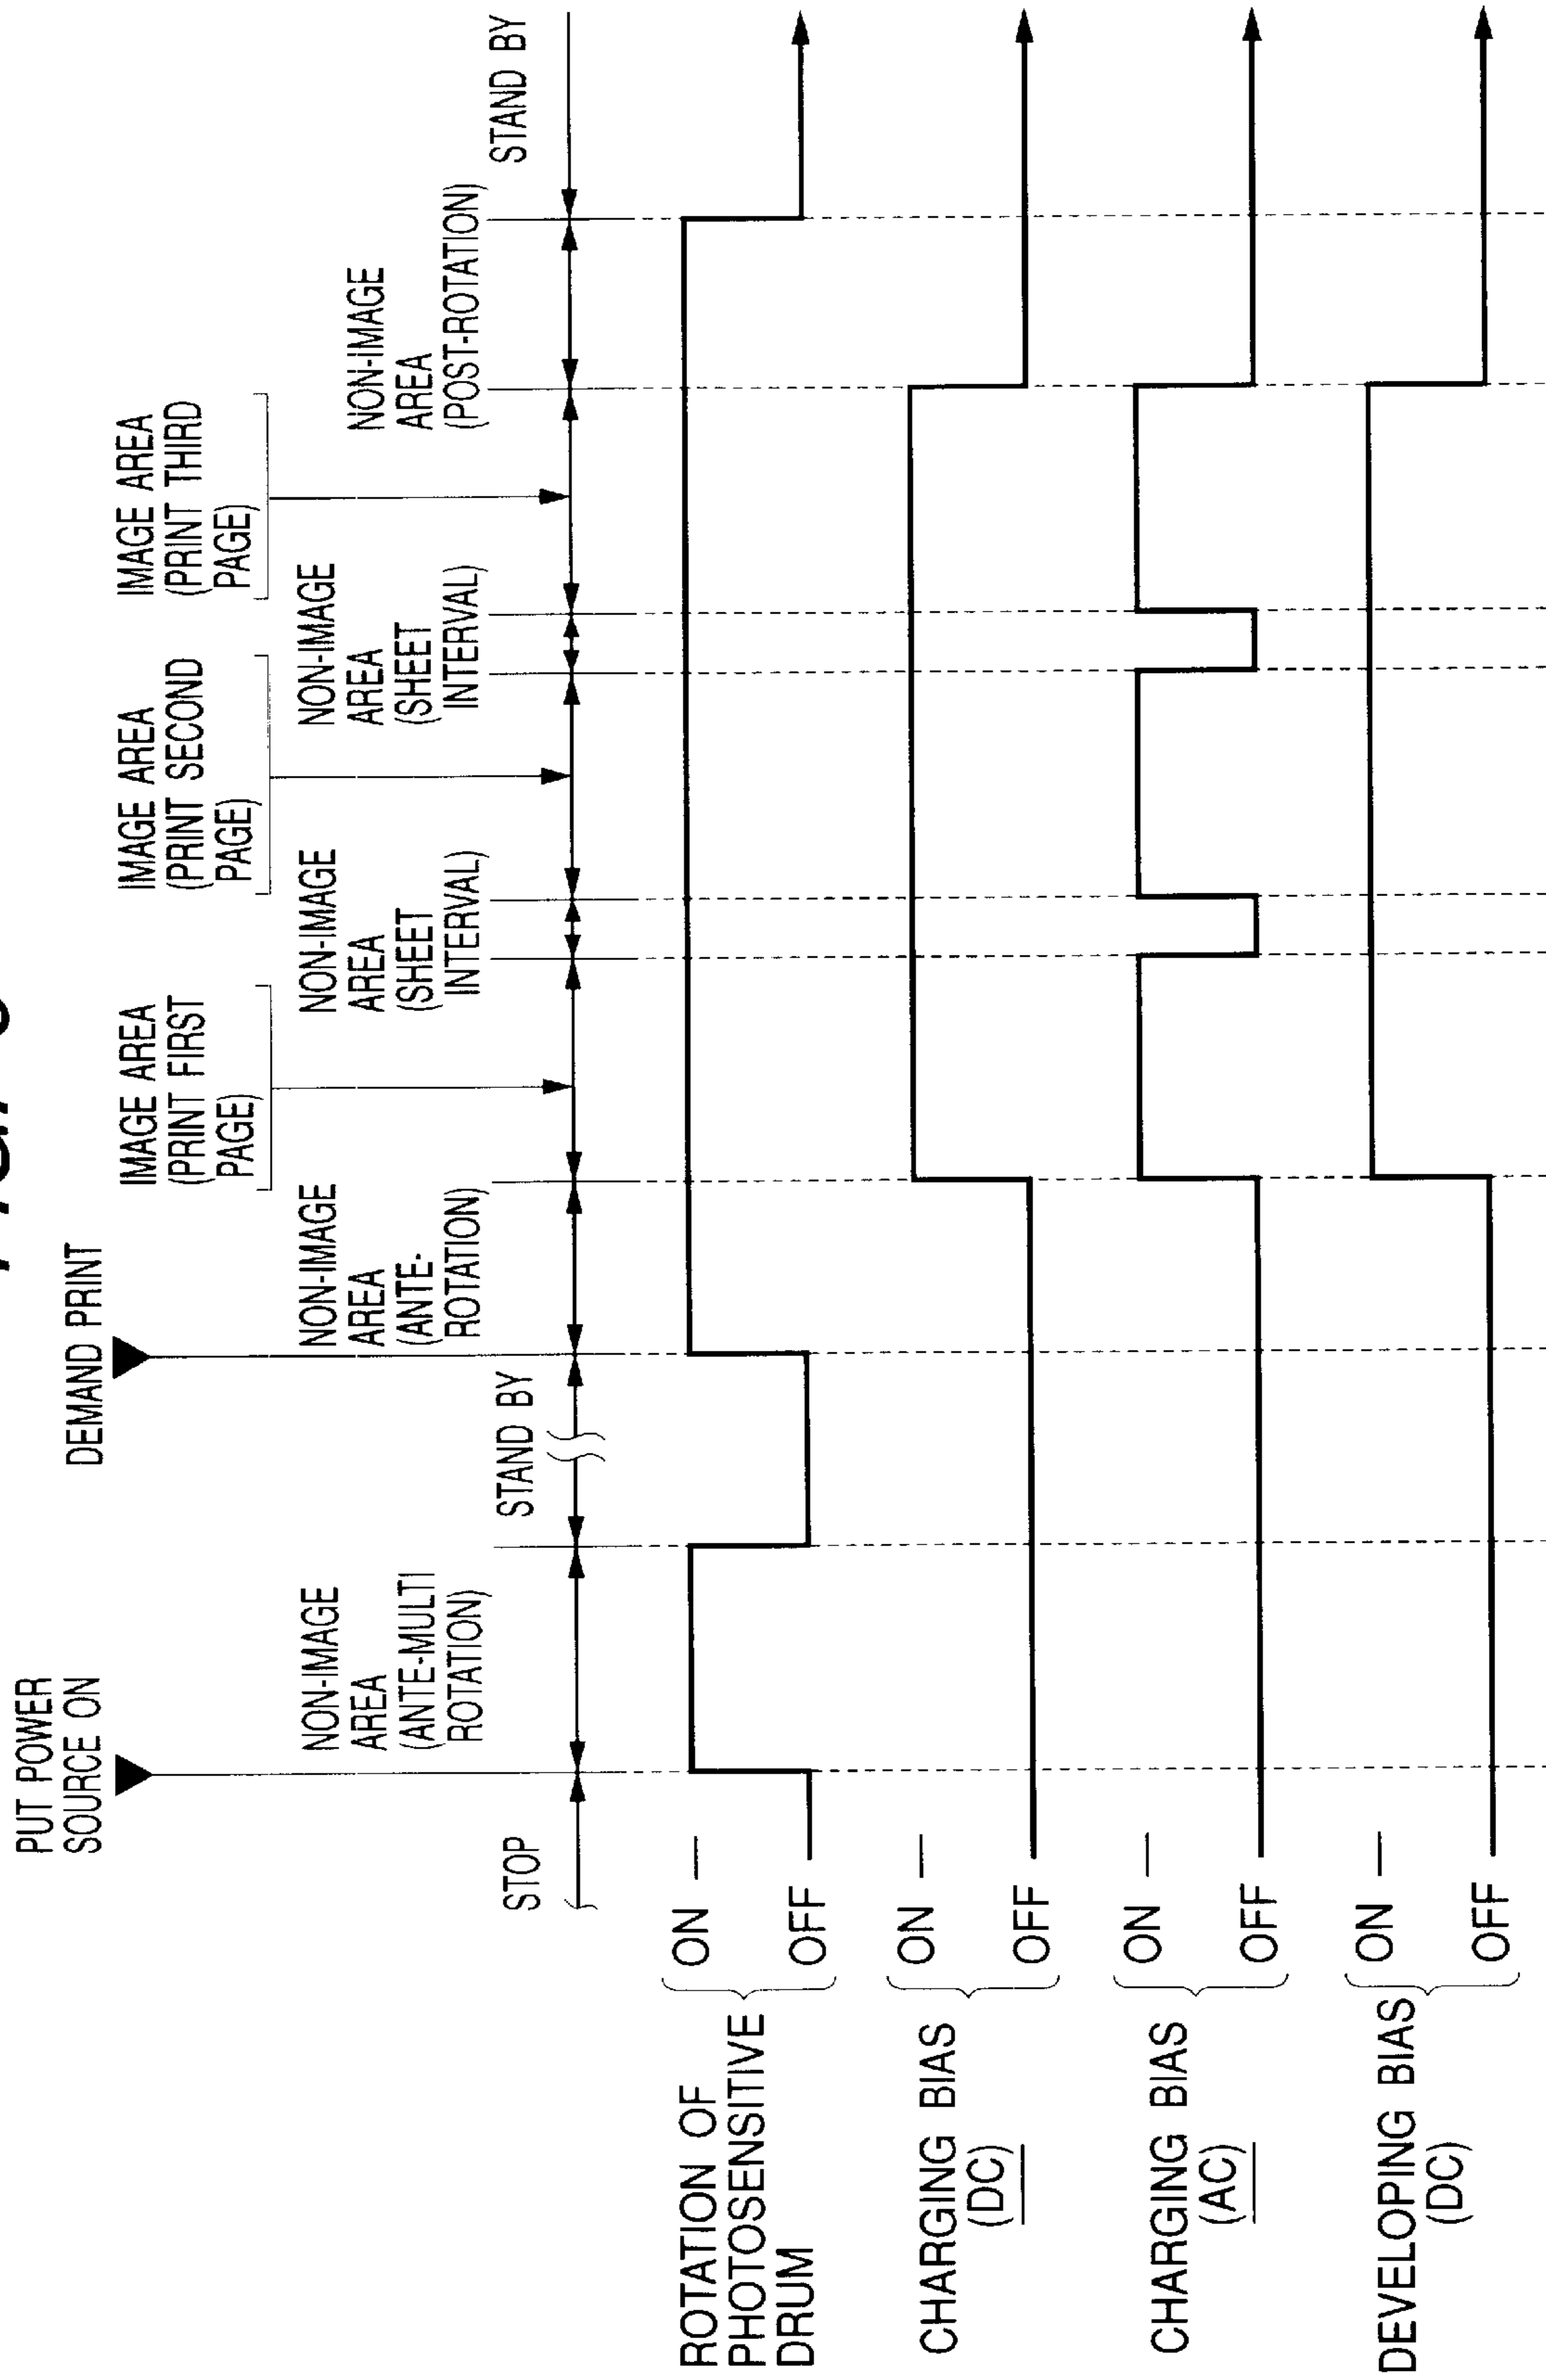 PUT POWER
SOURCE ON
DEMAND PRINT
IMAGE AREA
(PRINT FIRST
PAGE)
IMAGE AREA
(PRINT SECOND
PAGE)
IMAGE AREA
(PRINT THIRD
PAGE)
NON-IMAGE
AREA
(ANTE-MULTI
ROTATION)
NON-IMAGE
AREA
(ANTE-
ROTATION)
NON-IMAGE
AREA
(SHEET
INTERVAL)
NON-IMAGE
AREA
(SHEET
INTERVAL)
NON-IMAGE
AREA
(POST-ROTATION)
STOP
STAND BY
STAND BY
ROTATION OF
PHOTOSENSITIVE
DRUM
ON
OFF
CHARGING BIAS
(DC)
ON
OFF
CHARGING BIAS
(AC)
ON
OFF
DEVELOPING BIAS
(DC)
ON
OFF